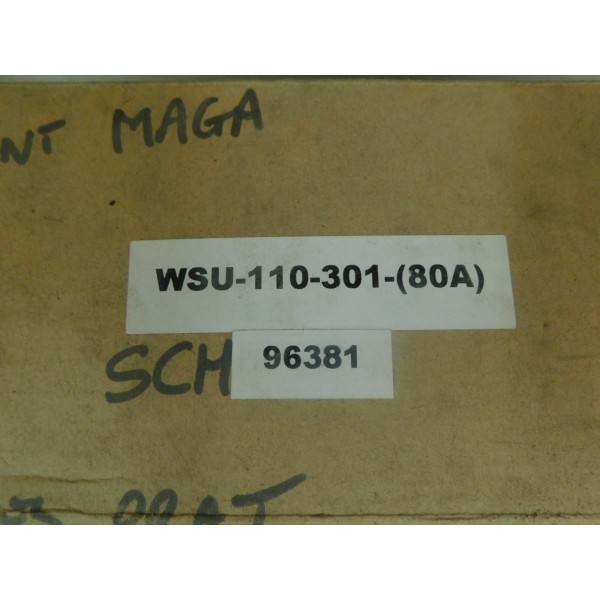 NT MAGA
WSU-110-301-(80A)
SCH 96381